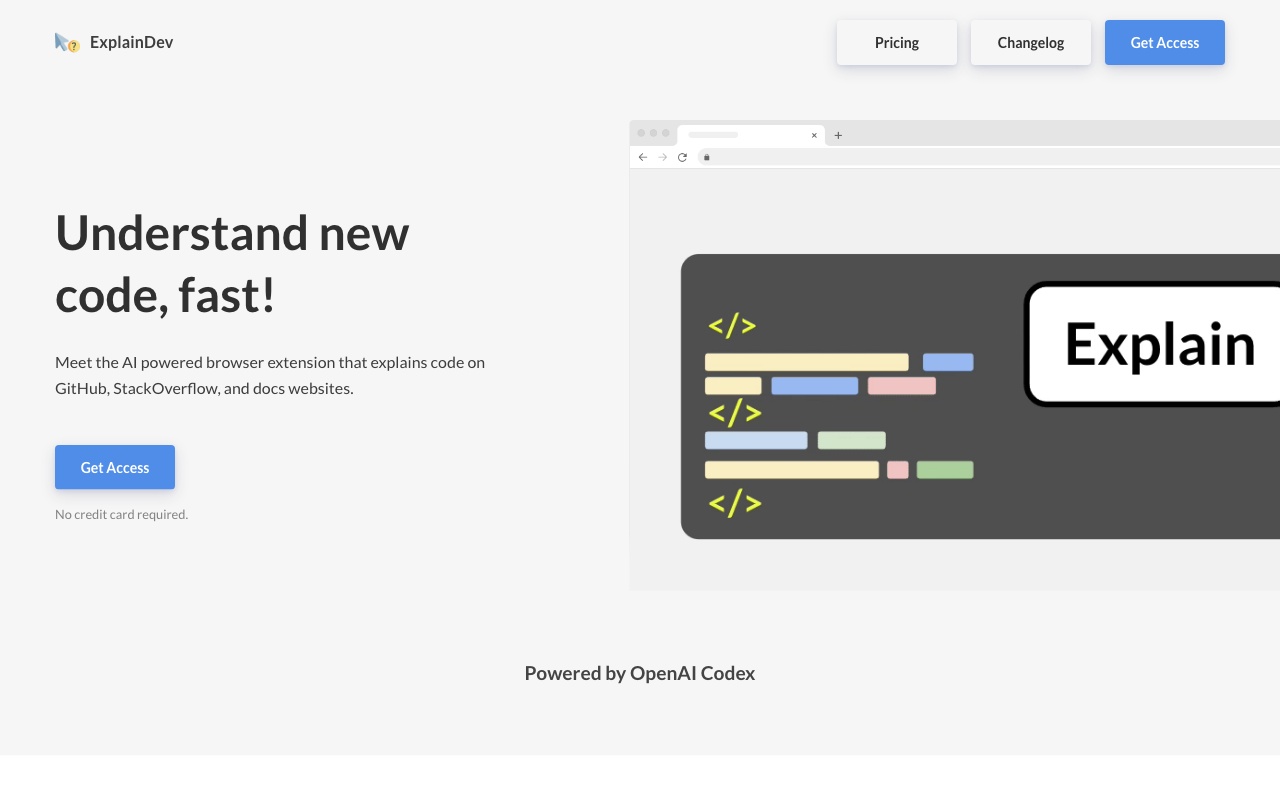 ExplainDev
Pricing
Changelog
Get Access
Understand new
code, fast!
Meet the AI powered browser extension that explains code on
GitHub, StackOverflow, and docs websites.
Get Access
No credit card required.
</>
Explain
</>
</>
Powered by OpenAI Codex